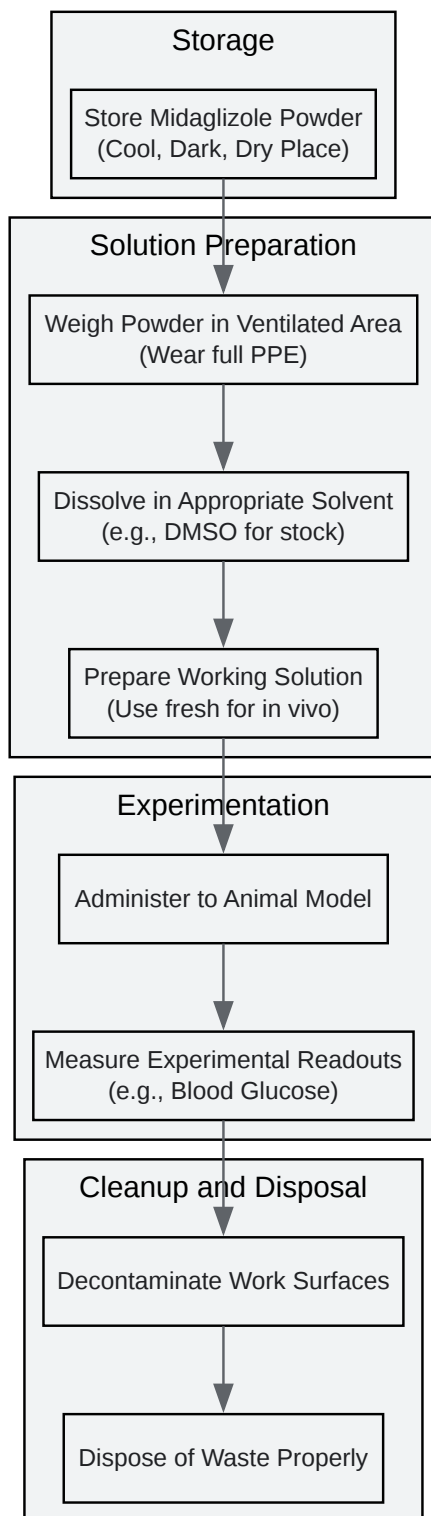 Storage
Store Midaglizole Powder
(Cool, Dark, Dry Place)
Solution Preparation
Weigh Powder in Ventilated Area
(Wear full PPE)
Dissolve in Appropriate Solvent
(e.g., DMSO for stock)
Prepare Working Solution
(Use fresh for in vivo)
Experimentation
Administer to Animal Model
Measure Experimental Readouts
(e.g., Blood Glucose)
Cleanup and Disposal
Decontaminate Work Surfaces
Dispose of Waste Properly